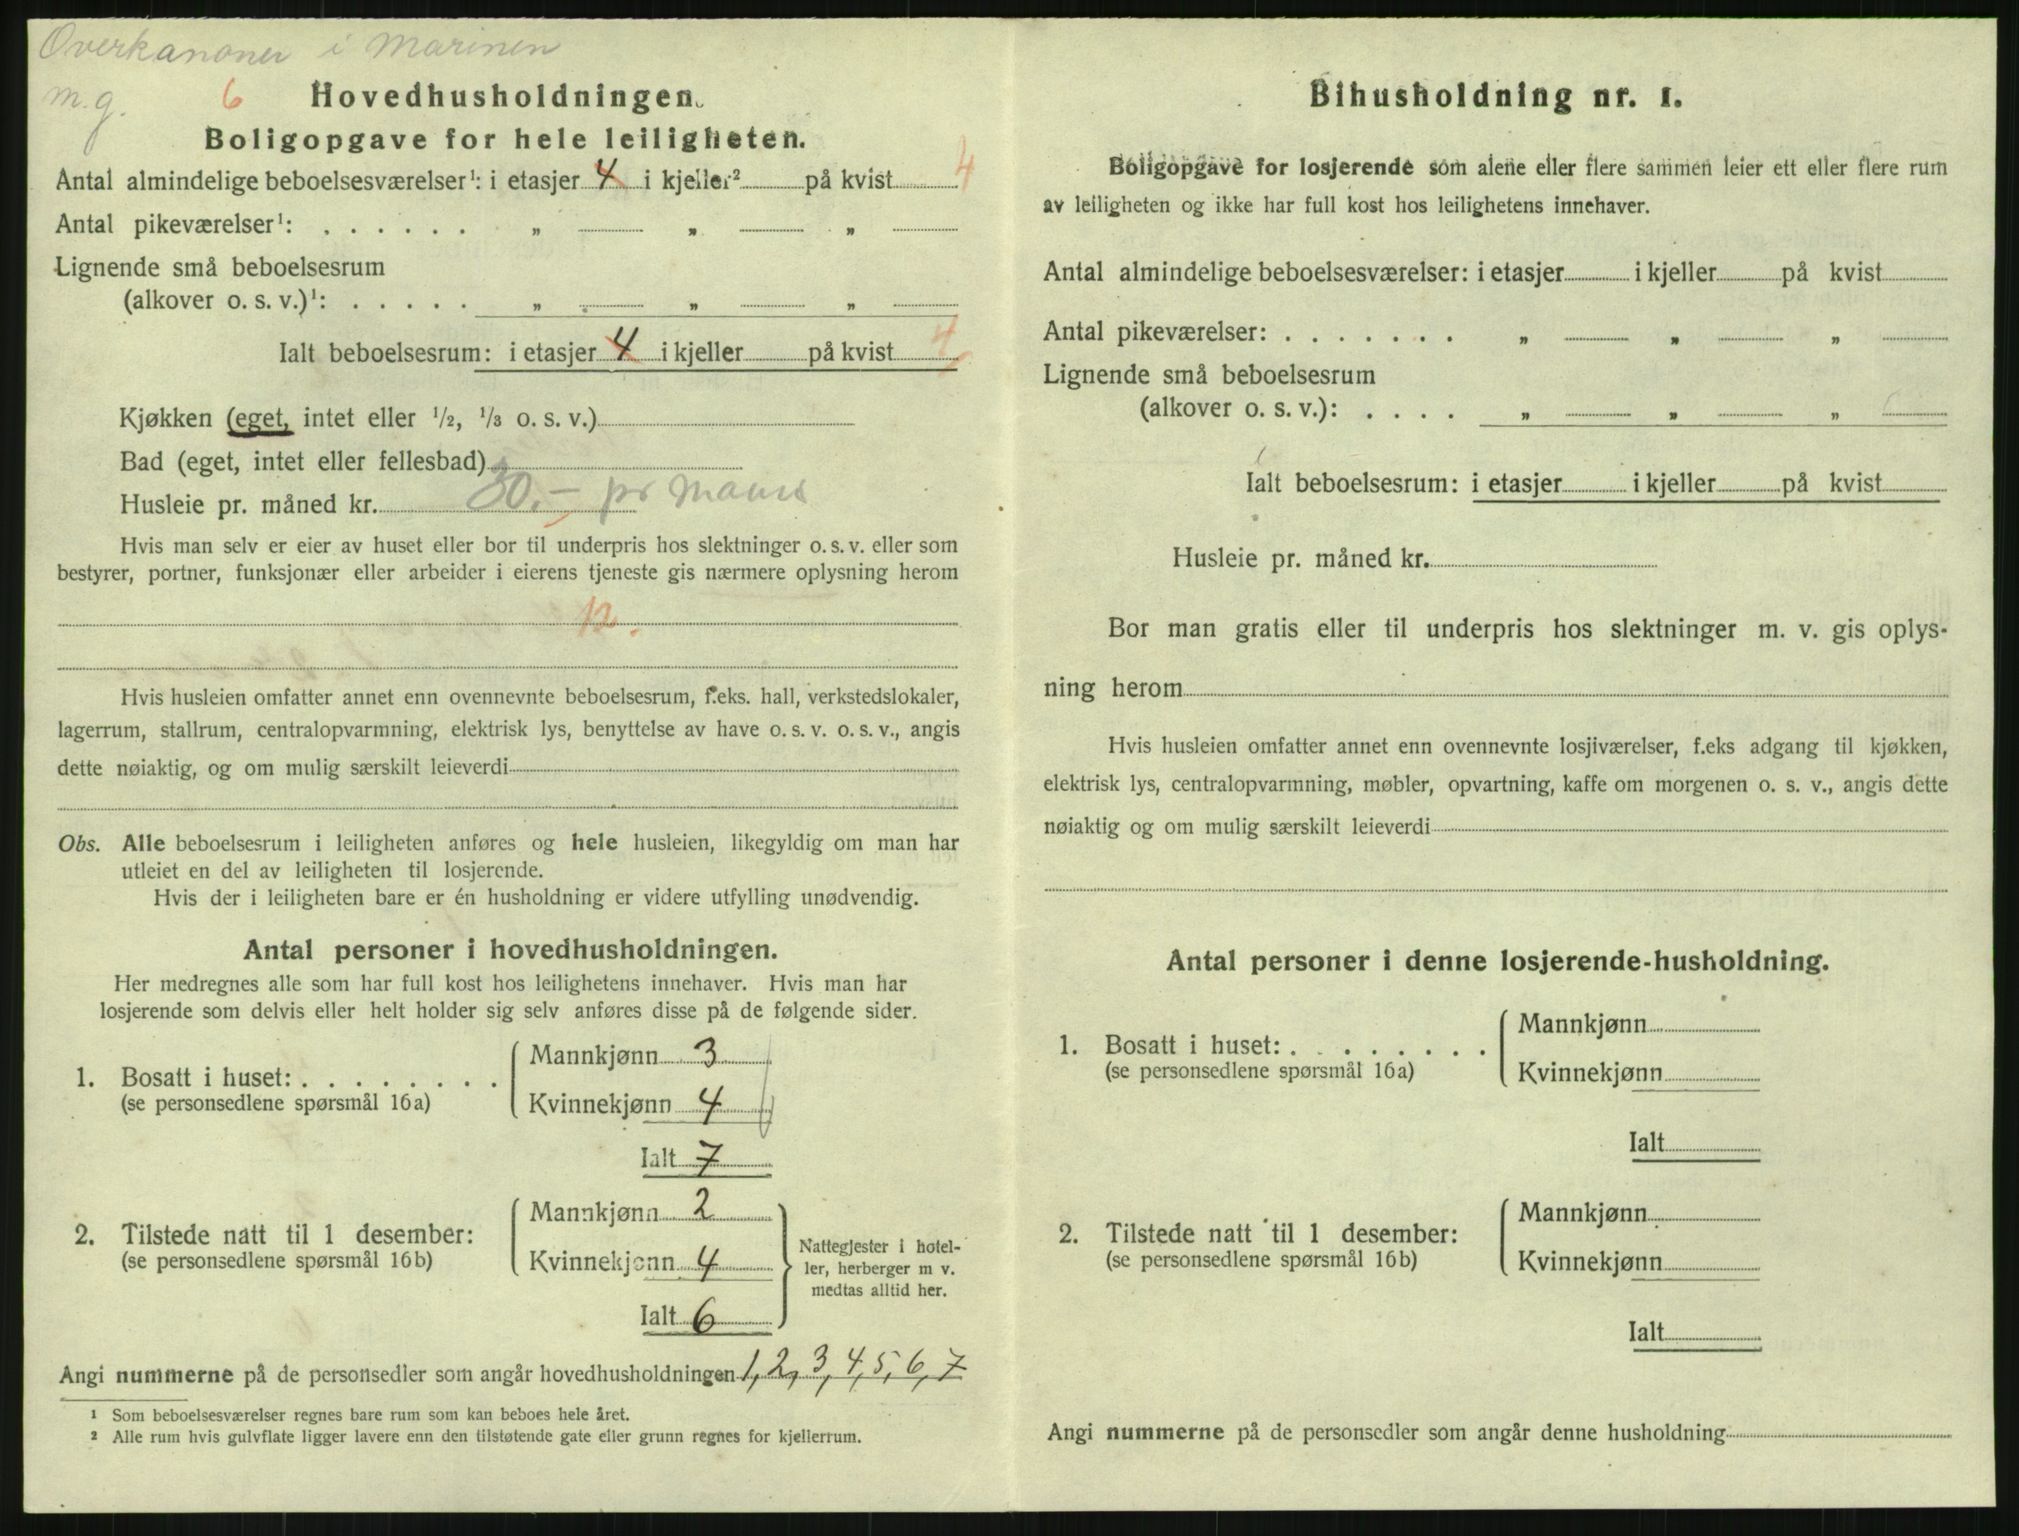 Overkanoner i Marinen
m.g. 6 Hovedhusholdningen.
Boligopgave for hele leiligheten.
Antal almindelige beboelsesværelser¹: i etasjer 4 i kjeller² på kvist 4
Antal pikeværelser¹: . . . . . . „ „ „
Lignende små beboelsesrum
(alkover o. s. v.)¹: . . . . . „ „ „
Ialt beboelsesrum: i etasjer 4 i kjeller på kvist 4
Kjøkken (eget, intet eller ¹/₂, ¹/₃ o. s. v.)
Bad (eget, intet eller fellesbad)
Husleie pr. måned kr. 30.- pr
Hvis man selv er eier av huset eller bor til underpris hos slektninger o. s. v. eller som
bestyrer, portner, funksjonær eller arbeider i eierens tjeneste gis nærmere oplysning herom
12.
Hvis husleien omfatter annet enn ovennevnte beboelsesrum, f.eks. hall, verkstedslokaler,
lagerrum, stallrum, centralopvarmning, elektrisk lys, benyttelse av have o. s. v. o. s. v., angis
dette nøiaktig, og om mulig særskilt leieverdi
Obs. Alle beboelsesrum i leiligheten anføres og hele husleien, likegyldig om man har
utleiet en del av leiligheten til losjerende.
Hvis der i leiligheten bare er én husholdning er videre utfylling unødvendig.
Antal personer i hovedhusholdningen.
Her medregnes alle som har full kost hos leilighetens innehaver. Hvis man har
losjerende som delvis eller helt holder sig selv anføres disse på de følgende sider.
1. Bosatt i huset: . . . . . . . .
(se personsedlene spørsmål 16a)
Mannkjønn 3
Kvinnekjønn 4
Ialt 7
2. Tilstede natt til 1 desember:
(se personsedlene spørsmål 16b)
Mannkjønn 2
Kvinnekjønn 4
Ialt 6
Nattegjester i hotel-
ler, herberger m v.
medtas alltid her.
Angi nummerne på de personsedler som angår hovedhusholdningen 1, 2, 3, 4, 5, 6, 7
¹ Som beboelsesværelser regnes bare rum som kan beboes hele året.
² Alle rum hvis gulvflate ligger lavere enn den tilstøtende gate eller grunn regnes for kjellerrum.
Bihusholdning nr. 1.
Boligopgave for losjerende som alene eller flere sammen leier ett eller flere rum
av leiligheten og ikke har full kost hos leilighetens innehaver.
Antal almindelige beboelsesværelser: i etasjer i kjeller på kvist
Antal pikeværelser: . . . . . . . „ „ „
Lignende små beboelsesrum
(alkover o. s. v.): . . . . „ „ „
Ialt beboelsesrum: i etasjer i kjeller på kvist
Husleie pr. måned kr.
Bor man gratis eller til underpris hos slektninger m. v. gis oplys-
ning herom
Hvis husleien omfatter annet enn ovennevnte losjiværelser, f.eks adgang til kjøkken,
elektrisk lys, centralopvarmning, møbler, opvartning, kaffe om morgenen o. s. v., angis dette
nøiaktig og om mulig særskilt leieverdi
Antal personer i denne losjerende-husholdning.
1. Bosatt i huset: . . . . . . . .
(se personsedlene spørsmål 16a)
Mannkjønn
Kvinnekjønn
Ialt
2. Tilstede natt til 1 desember:
(se personsedlene spørsmål 16b)
Mannkjønn
Kvinnekjønn
Ialt
Angi nummerne på de personsedler som angår denne husholdning